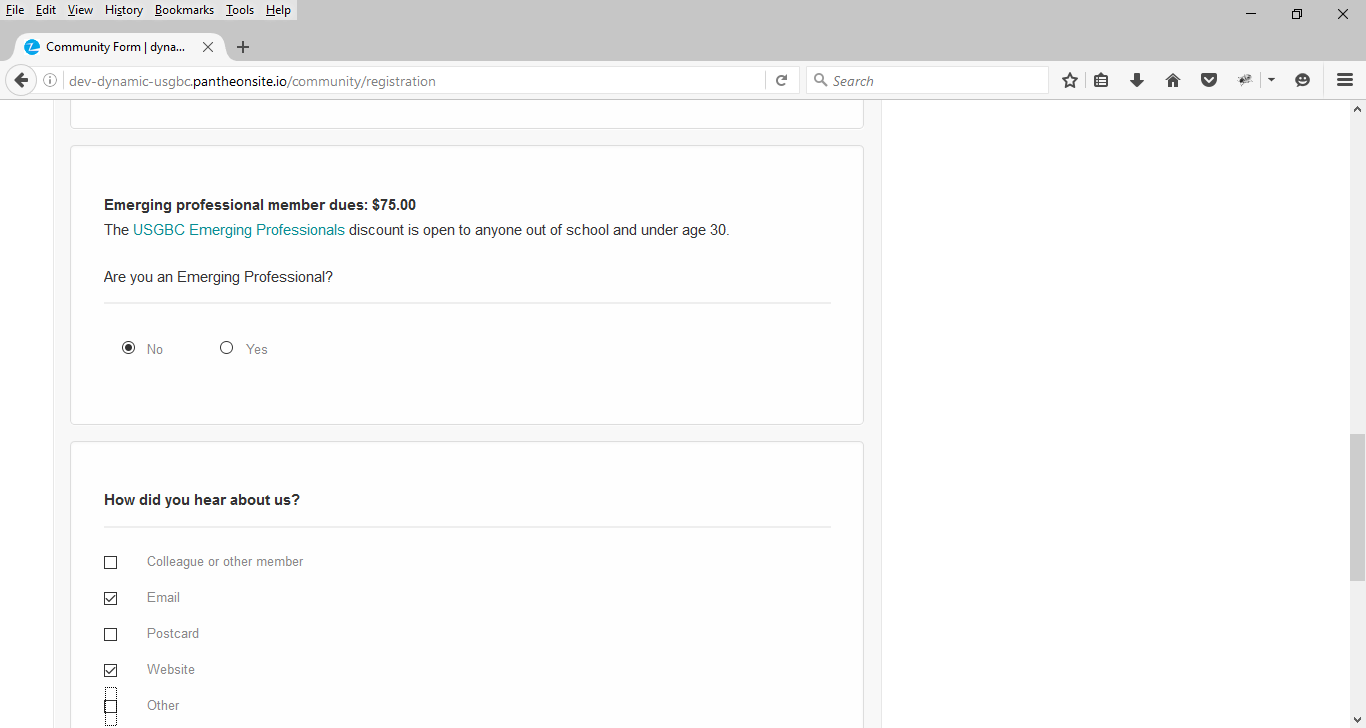 File Edit View History Bookmarks Tools Help
Community Form | dyna...
dev-dynamic-usgbc.pantheonsite.io/community/registration
Search
Emerging professional member dues: $75.00
The USGBC Emerging Professionals discount is open to anyone out of school and under age 30.
Are you an Emerging Professional?
No Yes
How did you hear about us?
Colleague or other member
Email
Postcard
Website
Other